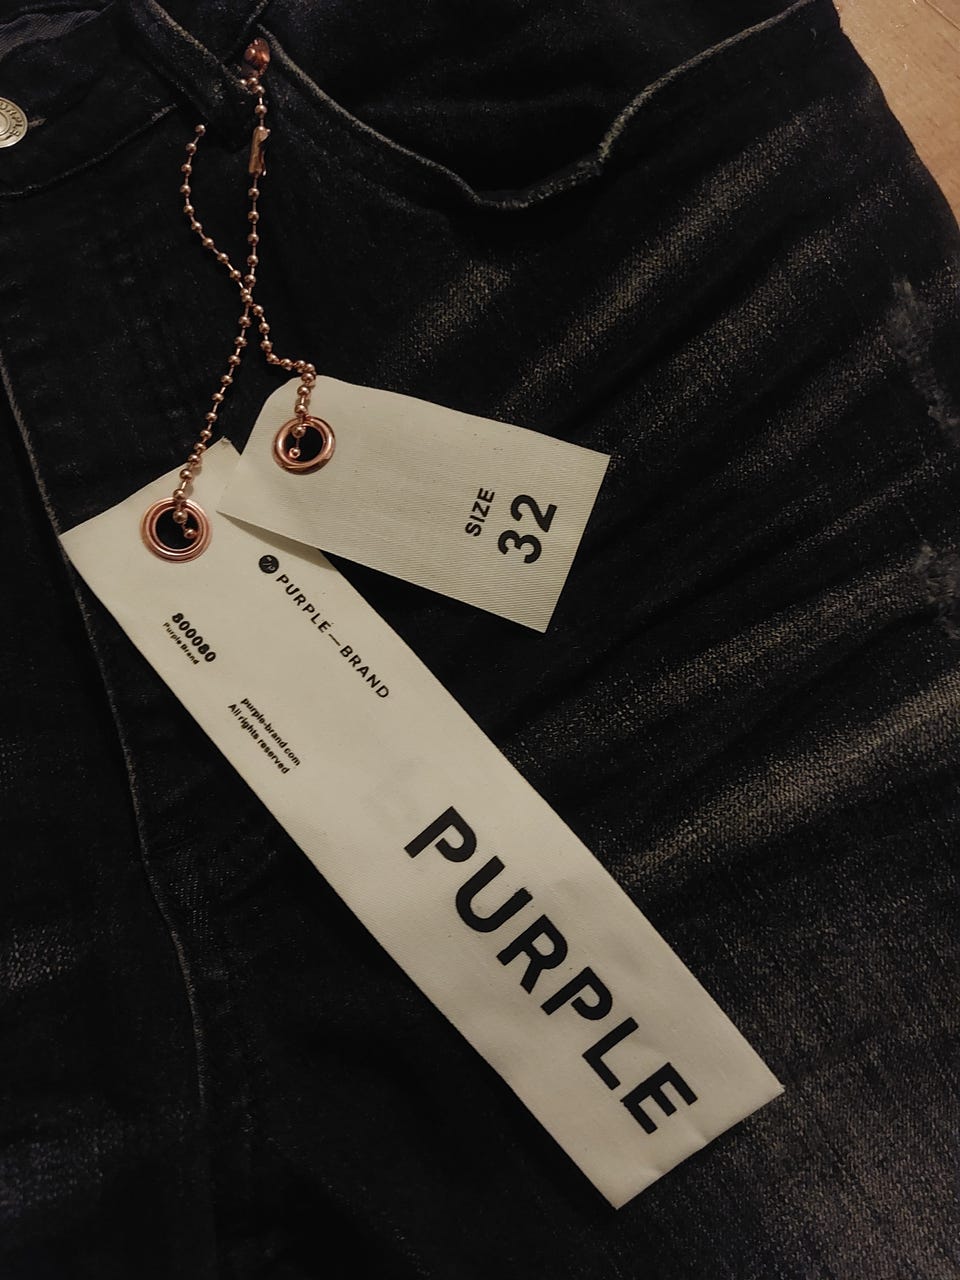 SIZE
32
PURPLE—BRAND
800080
Purple Brand
purple-brand.com
All rights reserved
PURPLE